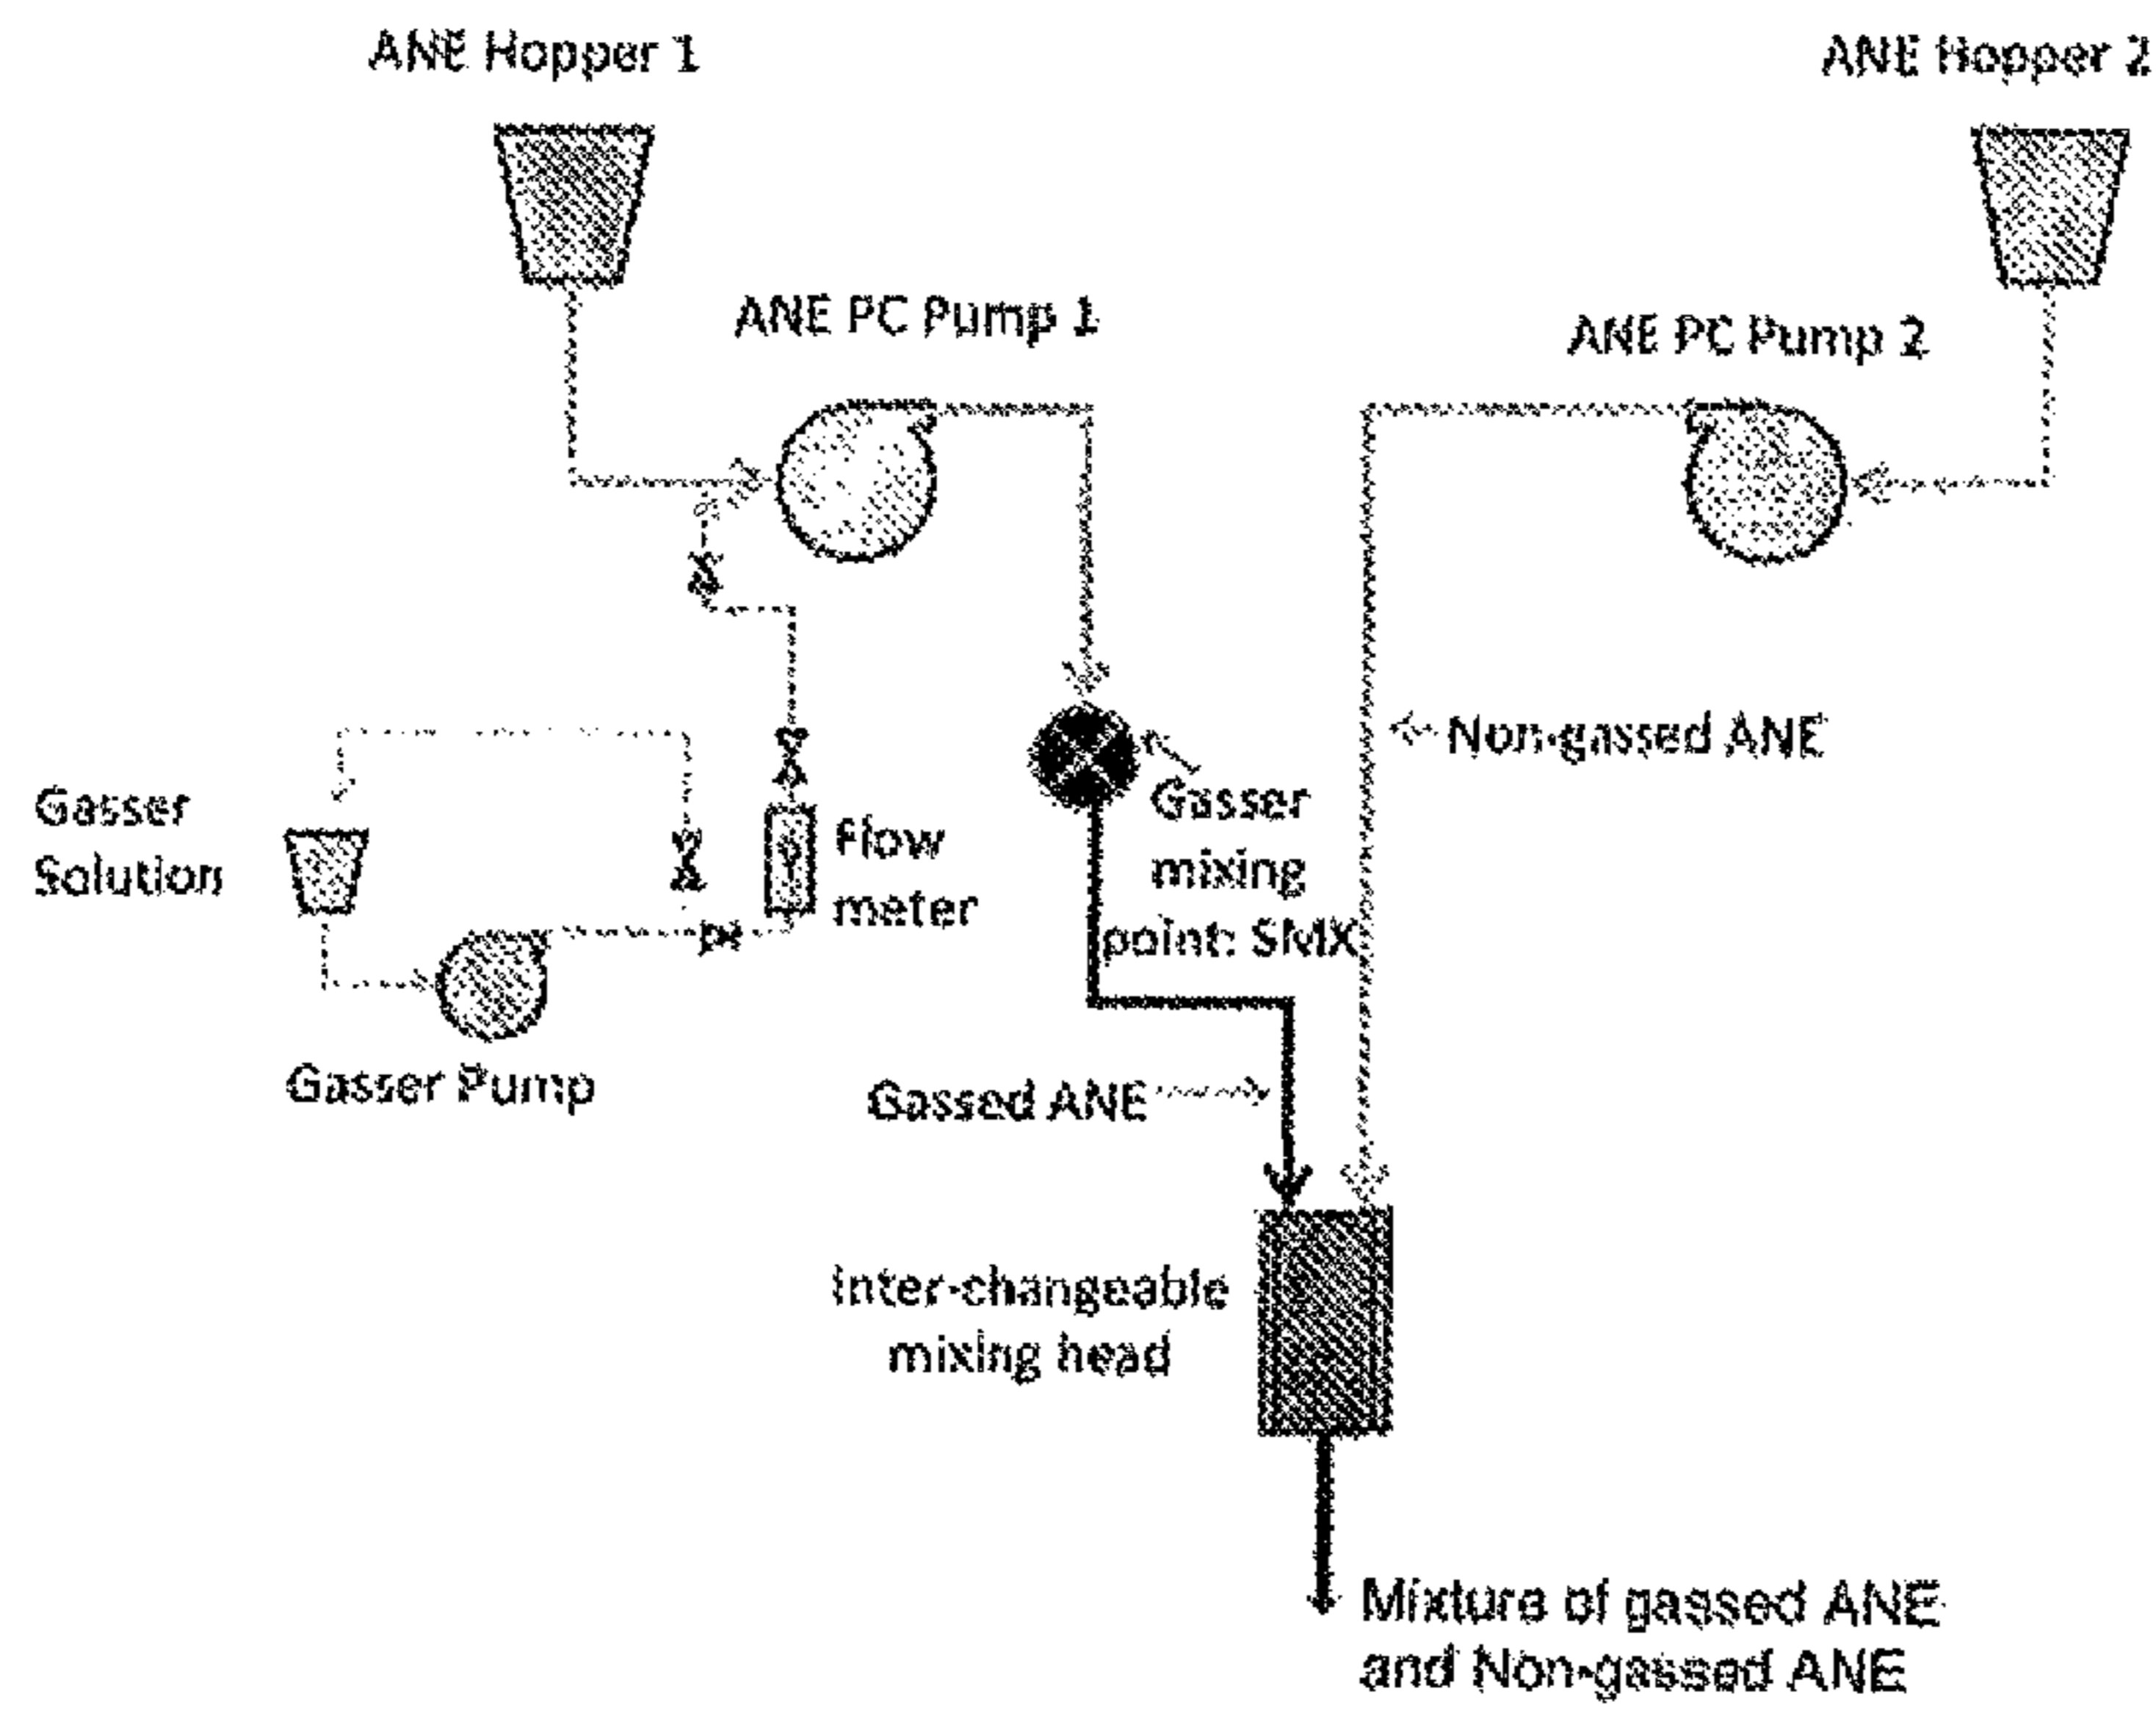 ANE Hopper 1
ANE Hopper 2
ANE PC Pump 1
ANE PC Pump 2
Non-gassed ANE
Gasser
Solution
Flow
meter
Gasser
mixing
point: SMX
Gasser Pump
Gassed ANE
Inter-changeable
mixing head
Mixture of gassed ANE
and Non-gassed ANE